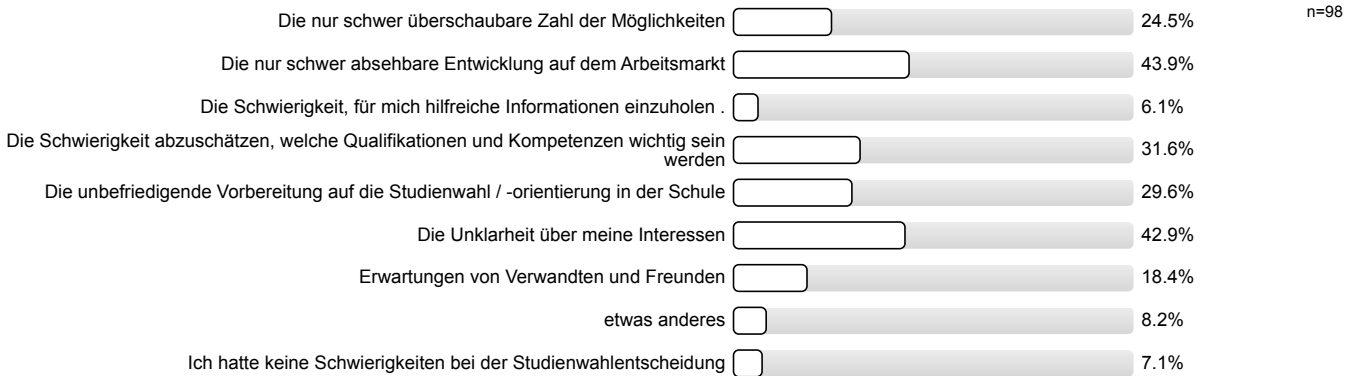 n=98
Die nur schwer überschaubare Zahl der Möglichkeiten 24.5%
Die nur schwer absehbare Entwicklung auf dem Arbeitsmarkt 43.9%
Die Schwierigkeit, für mich hilfreiche Informationen einzuholen . 6.1%
Die Schwierigkeit abzuschätzen, welche Qualifikationen und Kompetenzen wichtig sein
werden 31.6%
Die unbefriedigende Vorbereitung auf die Studienwahl / -orientierung in der Schule 29.6%
Die Unklarheit über meine Interessen 42.9%
Erwartungen von Verwandten und Freunden 18.4%
etwas anderes 8.2%
Ich hatte keine Schwierigkeiten bei der Studienwahlentscheidung 7.1%